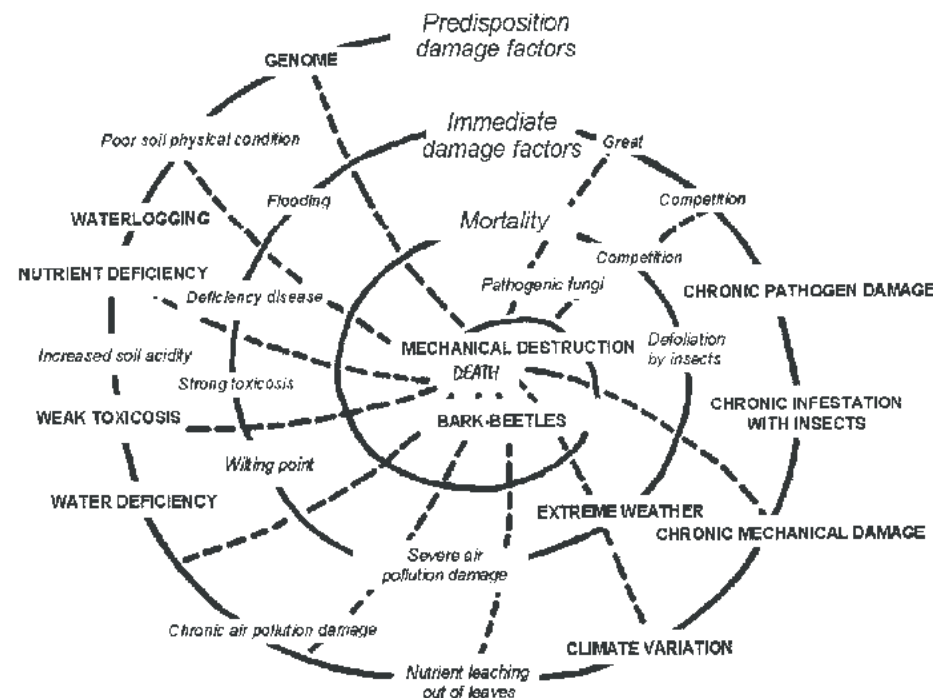 Predisposition
damage factors
GENOME
Immediate
damage factors
Great
Poor soil physical condition
Flooding
Competition
WATERLOGGING
Mortality
Competition
NUTRIENT DEFICIENCY
Pathogenic fungi
CHRONIC PATHOGEN DAMAGE
Deficiency disease
Defoliation
by insects
MECHANICAL DESTRUCTION
Increased soil acidity
DEATH
Strong toxicosis
WEAK TOXICOSIS
BARK-BEETLES
CHRONIC INFESTATION
WITH INSECTS
Wilting point
WATER DEFICIENCY
EXTREME WEATHER
CHRONIC MECHANICAL DAMAGE
Severe air
pollution damage
Chronic air pollution damage
CLIMATE VARIATION
Nutrient leaching
out of leaves